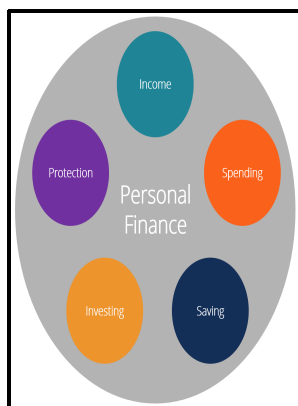 Income
Protection
Spending
Personal
Finance
Investing
Saving